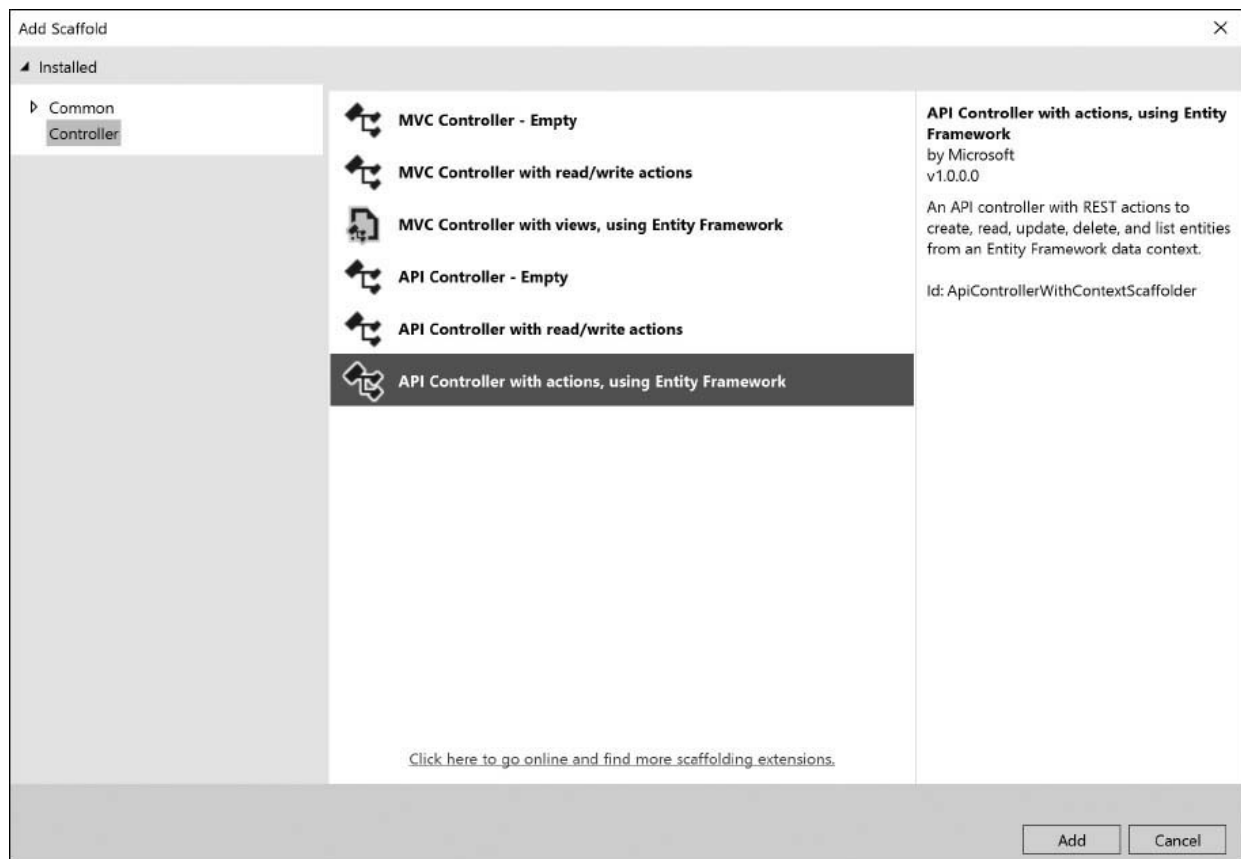 Add Scaffold
Installed
Common
Controller
MVC Controller - Empty
MVC Controller with read/write actions
MVC Controller with views, using Entity Framework
API Controller - Empty
API Controller with read/write actions
API Controller with actions, using Entity Framework
Click here to go online and find more scaffolding extensions.
API Controller with actions, using Entity
Framework
by Microsoft
v1.0.0.0
An API controller with REST actions to
create, read, update, delete, and list entities
from an Entity Framework data context.
Id: ApiControllerWithContextScaffolder
Add
Cancel